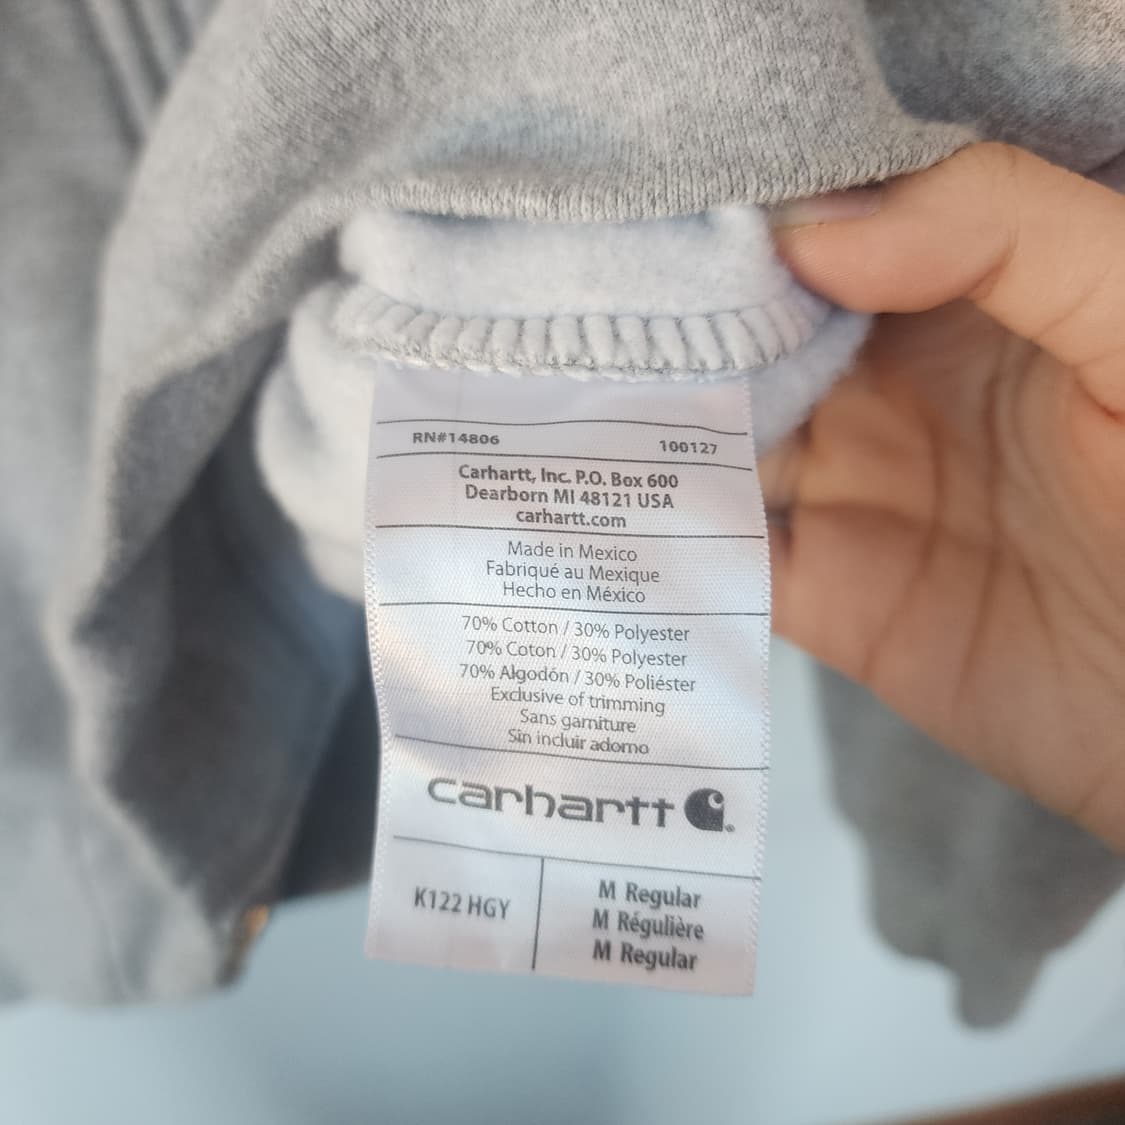 RN#14806 100127
Carhartt, Inc. P.O. Box 600
Dearborn MI 48121 USA
carhartt.com
Made in Mexico
Fabriqué au Mexique
Hecho en México
70% Cotton / 30% Polyester
70% Coton / 30% Polyester
70% Algodón / 30% Poliéster
Exclusive of trimming
Sans garniture
Sin incluir adorno
carhartt
K122 HGY
M Regular
M Régulière
M Regular